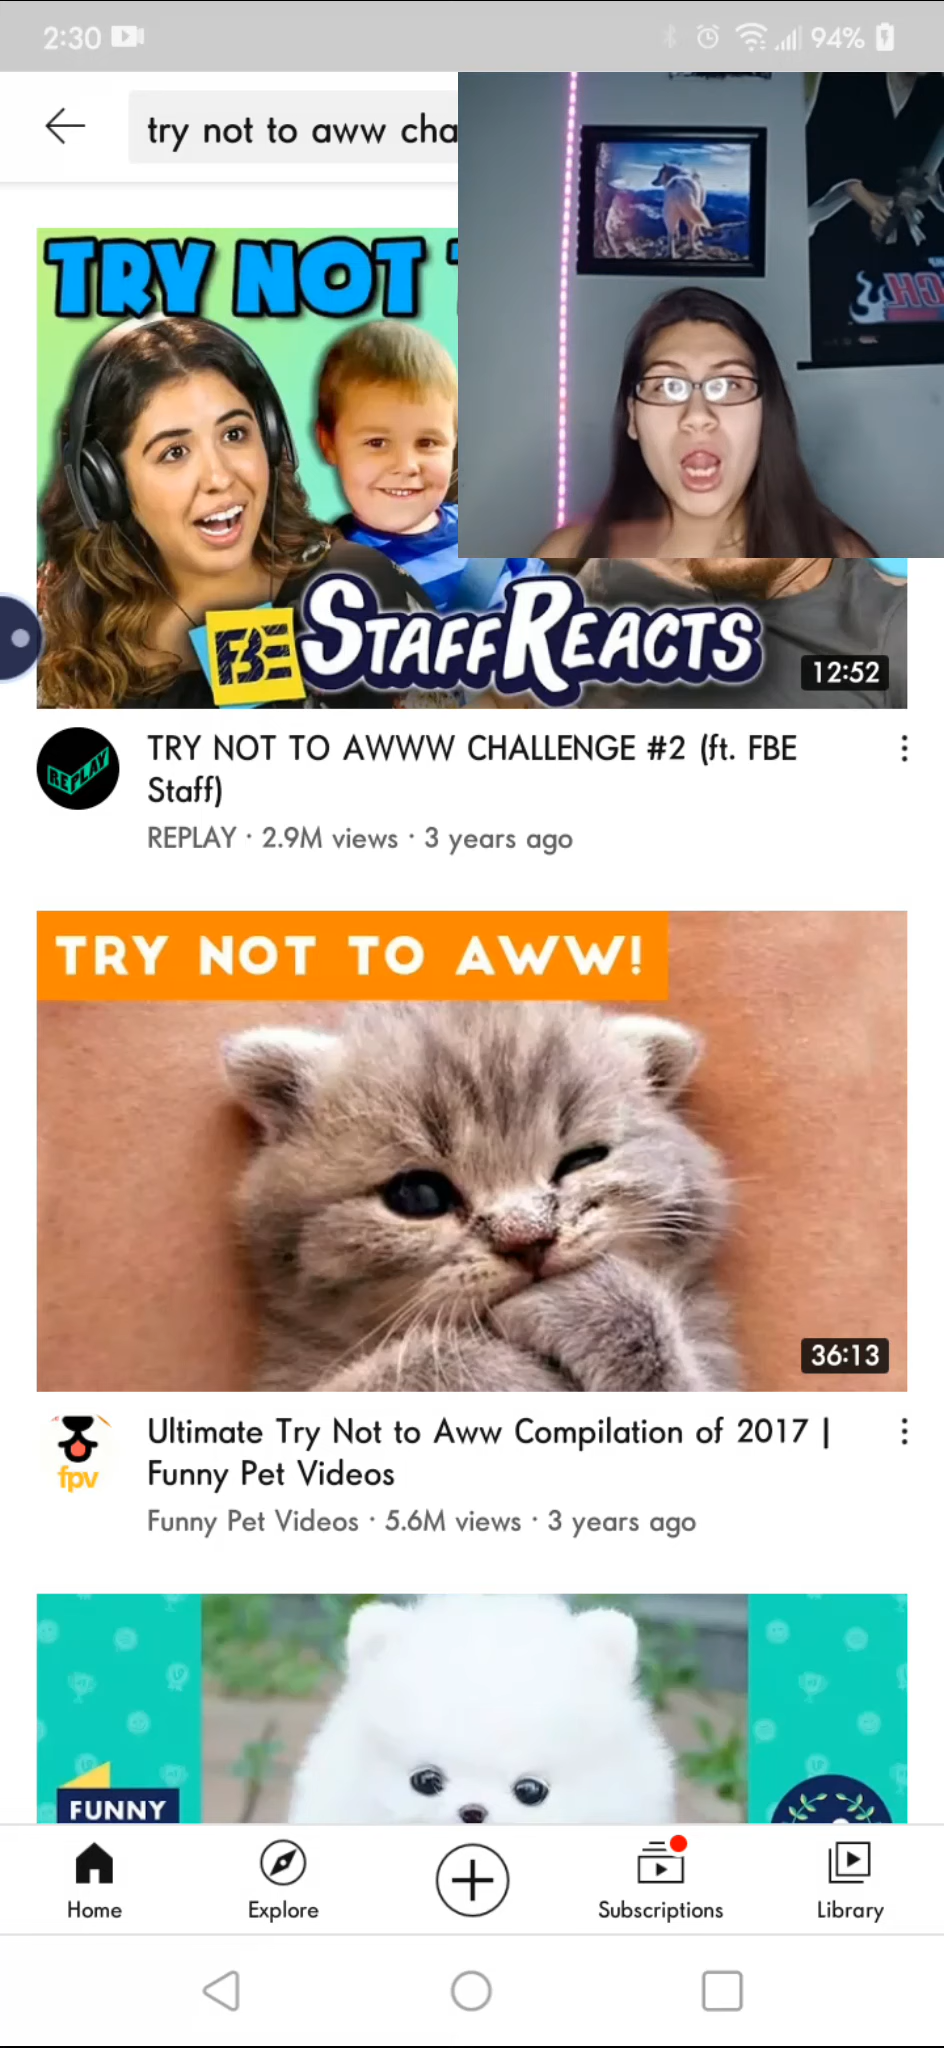 2:30
94%
try not to aww cha
TRY NOT
FBE
STAFF REACTS
12:52
REPLAY
TRY NOT TO AWWW CHALLENGE #2 (ft. FBE
Staff)
REPLAY · 2.9M views · 3 years ago
TRY NOT TO AWW!
36:13
fpv
Ultimate Try Not to Aww Compilation of 2017 |
Funny Pet Videos
Funny Pet Videos · 5.6M views · 3 years ago
FUNNY
Home
Explore
Subscriptions
Library